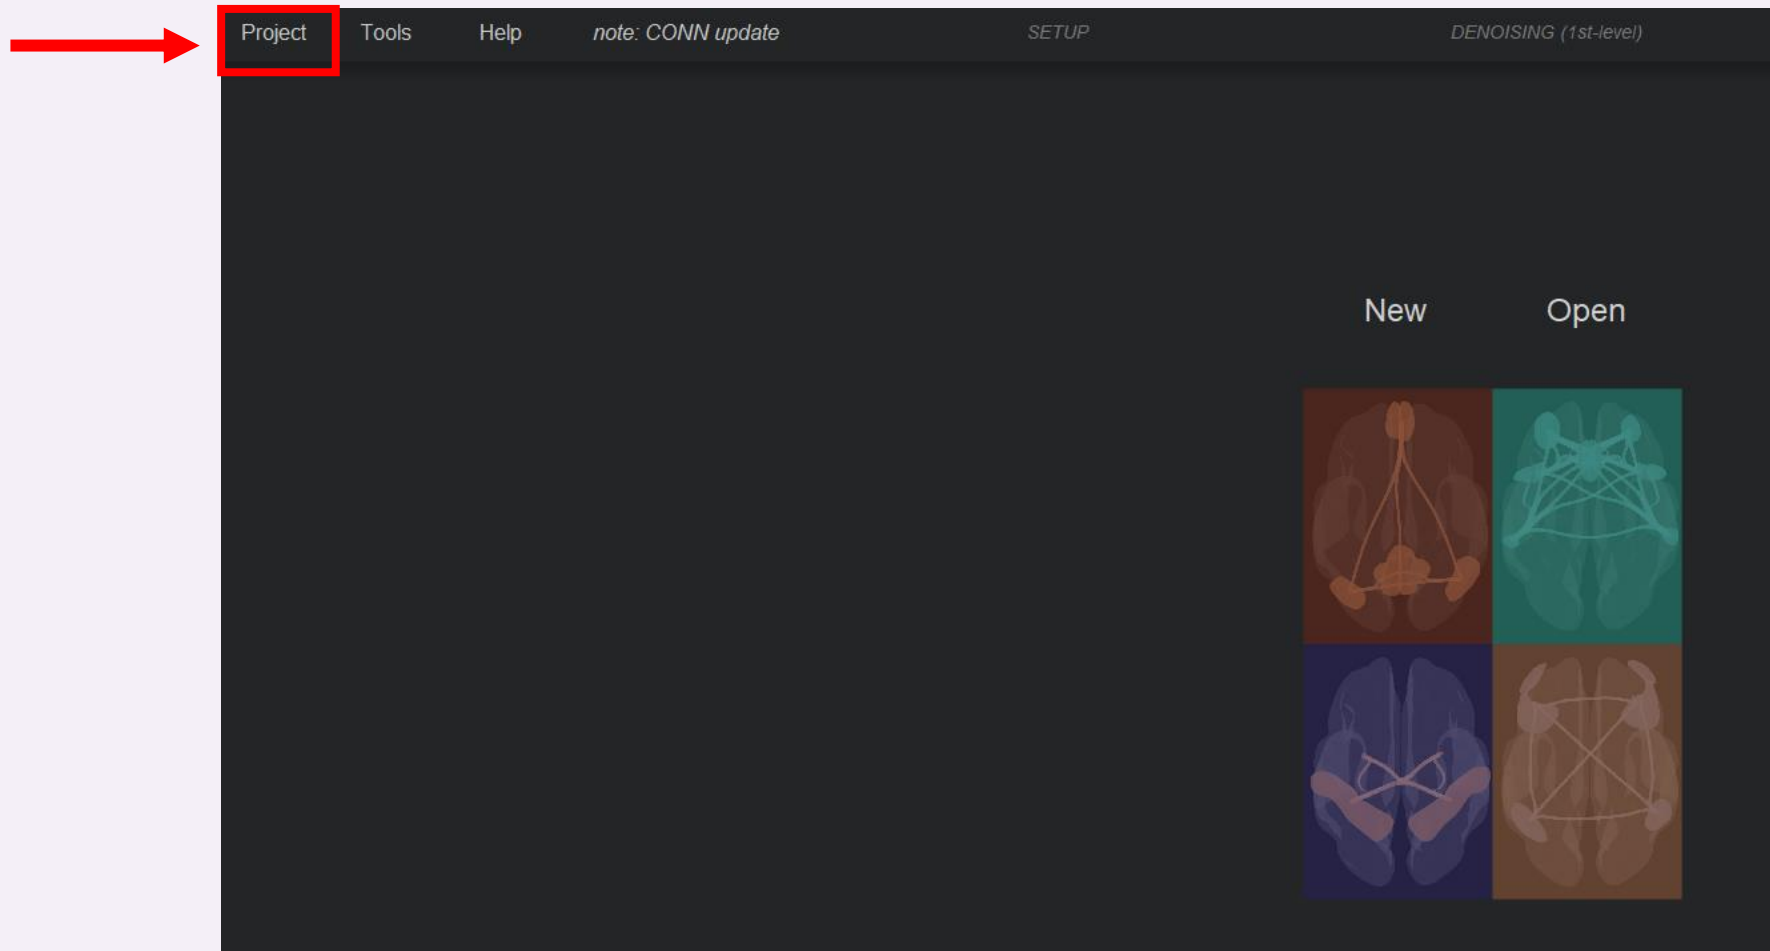 Project Tools Help note: CONN update SETUP DENOISING (1st-level)
New Open